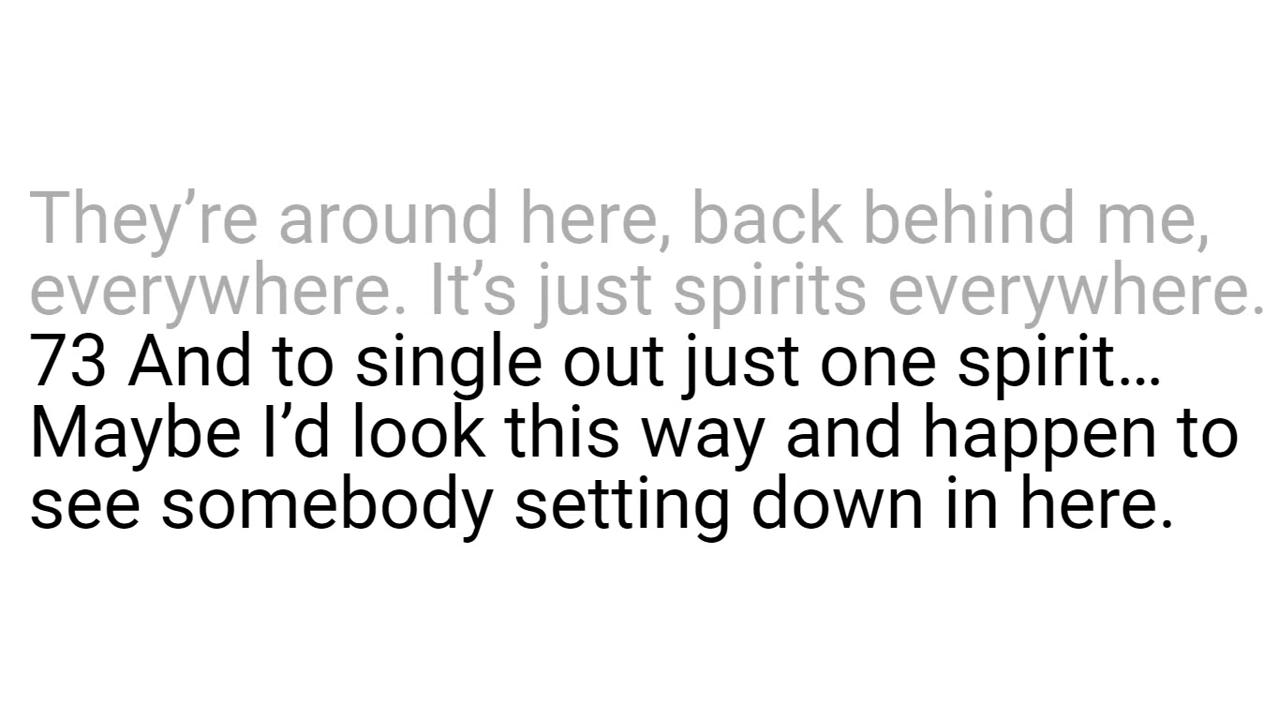 They’re around here, back behind me,
everywhere. It’s just spirits everywhere.
73 And to single out just one spirit…
Maybe I’d look this way and happen to
see somebody setting down in here.